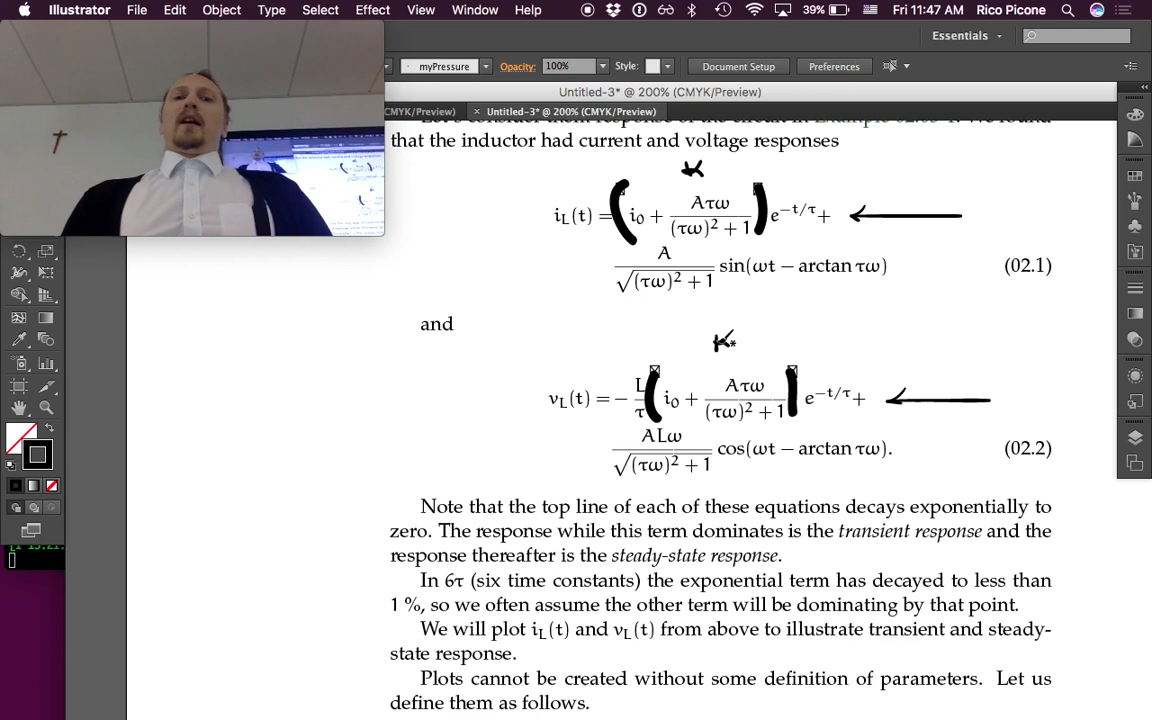 Illustrator File Edit Object Type Select Effect View Window Help 39% Fri 11:47 AM Rico Picone
Essentials
myPressure Opacity: 100% Style: Document Setup Preferences
Untitled-3* @ 200% (CMYK/Preview)
CMYK/Preview) × Untitled-3* @ 200% (CMYK/Preview)
that the inductor had current and voltage responses
K
i_L(t) = (i_0 + Aτω/((τω)² + 1)) e^{−t/τ} +
A/√((τω)² + 1) sin(ωt − arctan τω) (02.1)
and
K*
v_L(t) = − L/τ (i_0 + Aτω/((τω)² + 1)) e^{−t/τ} +
ALω/√((τω)² + 1) cos(ωt − arctan τω). (02.2)
Note that the top line of each of these equations decays exponentially to
zero. The response while this term dominates is the transient response and the
response thereafter is the steady-state response.
In 6τ (six time constants) the exponential term has decayed to less than
1 %, so we often assume the other term will be dominating by that point.
We will plot i_L(t) and v_L(t) from above to illustrate transient and steady-
state response.
Plots cannot be created without some definition of parameters. Let us
define them as follows.